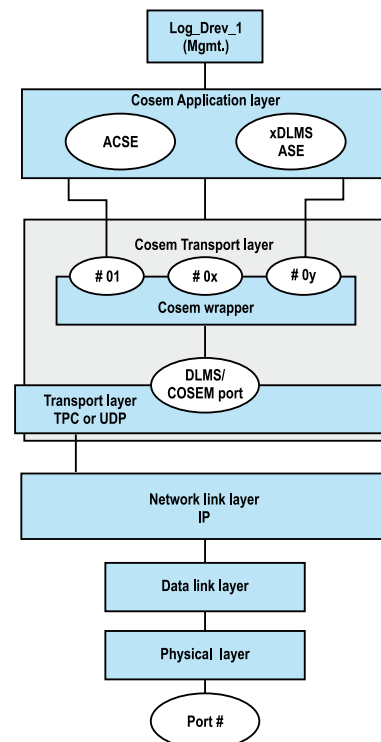 Log_Drev_1
(Mgmt.)
Cosem Application layer
ACSE
xDLMS
ASE
Cosem Transport layer
# 01
# 0x
# 0y
Cosem wrapper
DLMS/
COSEM port
Transport layer
TPC or UDP
Network link layer
IP
Data link layer
Physical layer
Port #